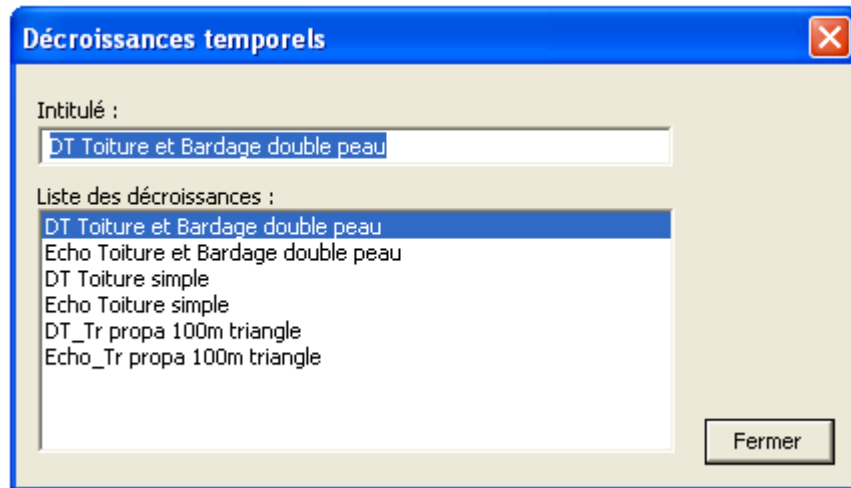 Décroissances temporels
Intitulé :
DT Toiture et Bardage double peau
Liste des décroissances :
DT Toiture et Bardage double peau
Echo Toiture et Bardage double peau
DT Toiture simple
Echo Toiture simple
DT_Tr propa 100m triangle
Echo_Tr propa 100m triangle
Fermer